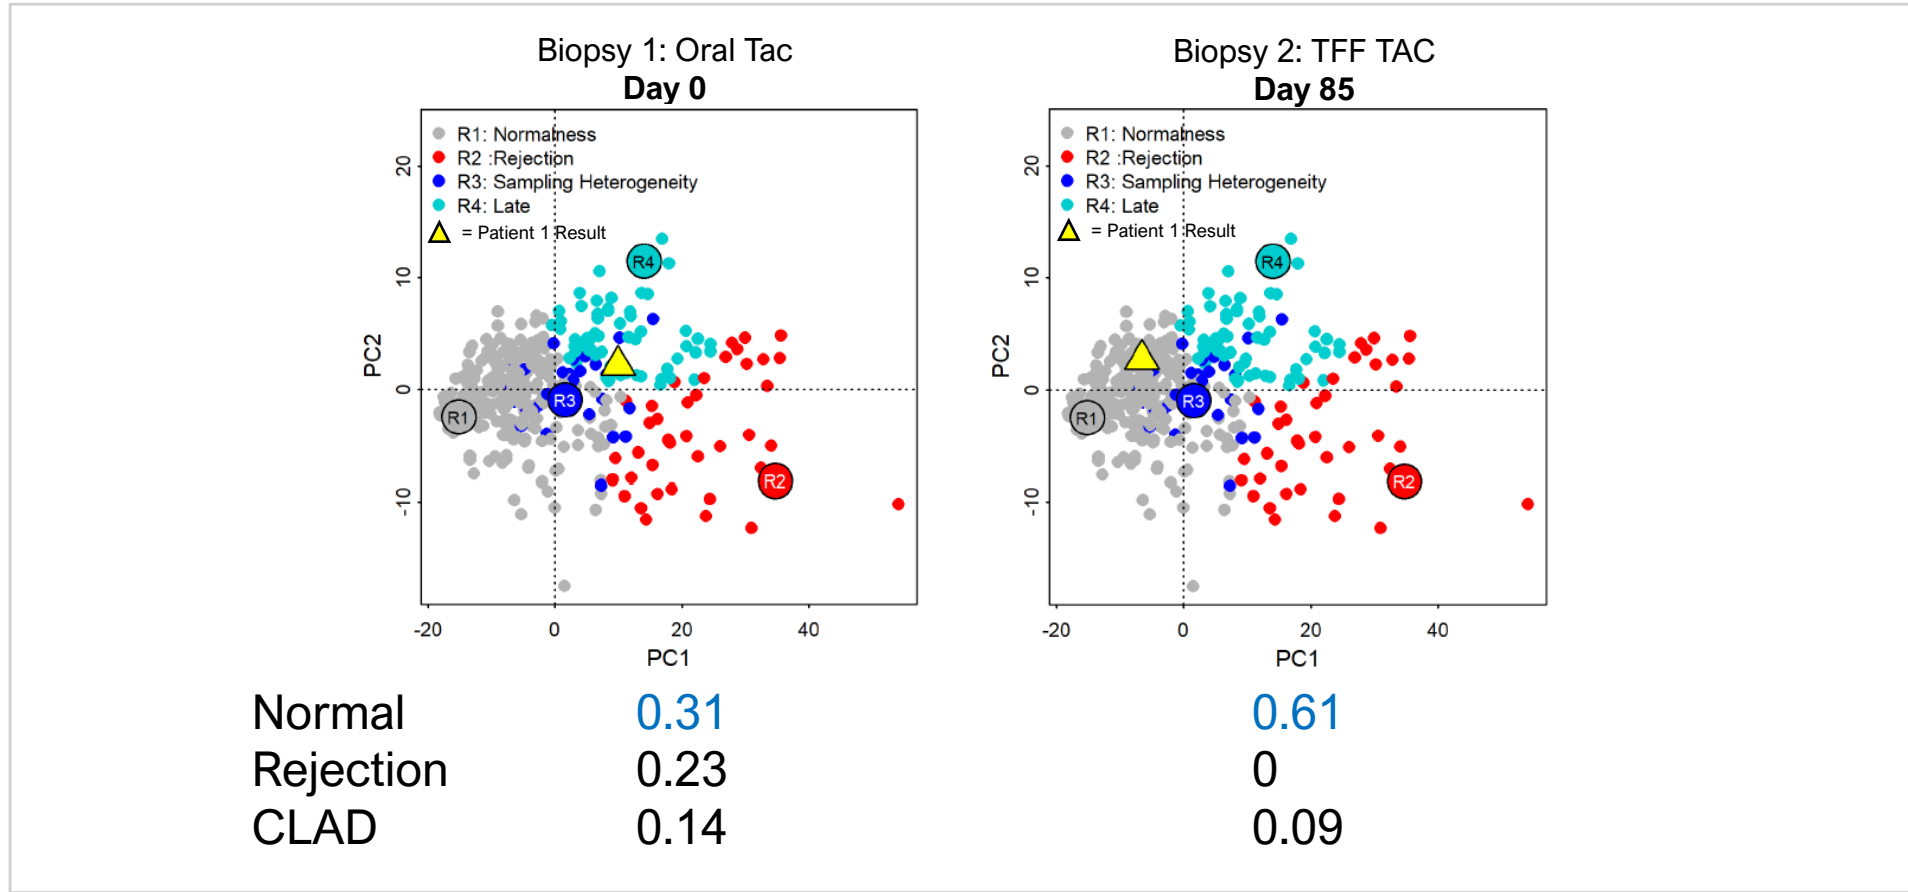 Biopsy 1: Oral Tac
Day 0
R1: Normalness
R2 :Rejection
R3: Sampling Heterogeneity
R4: Late
= Patient 1 Result
R4
R3
R1
R2
20
10
0
-10
PC2
-20
0
20
40
PC1
Biopsy 2: TFF TAC
Day 85
R1: Normalness
R2 :Rejection
R3: Sampling Heterogeneity
R4: Late
= Patient 1 Result
R4
R3
R1
R2
20
10
0
-10
PC2
-20
0
20
40
PC1
Normal 0.31 0.61
Rejection 0.23 0
CLAD 0.14 0.09